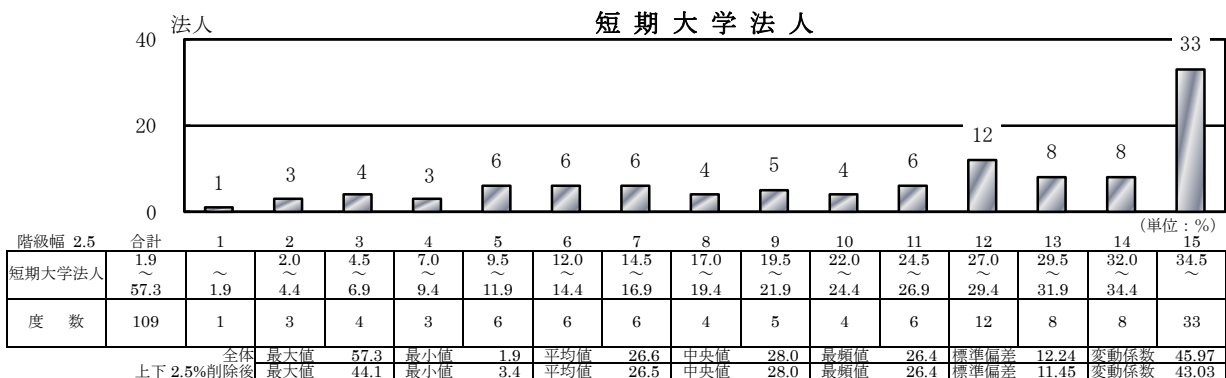 短期大学法人
法人
40
33
20
12
8
8
6
6
6
6
5
4
4
4
3
3
1
0
(単位：%)
階級幅 2.5 合計 1 2 3 4 5 6 7 8 9 10 11 12 13 14 15
短期大学法人 1.9～57.3 ～1.9 2.0～4.4 4.5～6.9 7.0～9.4 9.5～11.9 12.0～14.4 14.5～16.9 17.0～19.4 19.5～21.9 22.0～24.4 24.5～26.9 27.0～29.4 29.5～31.9 32.0～34.4 34.5～
度数 109 1 3 4 3 6 6 6 4 5 4 6 12 8 8 33
全体 最大値 57.3 最小値 1.9 平均値 26.6 中央値 28.0 最頻値 26.4 標準偏差 12.24 変動係数 45.97
上下 2.5%削除後 最大値 44.1 最小値 3.4 平均値 26.5 中央値 28.0 最頻値 26.4 標準偏差 11.45 変動係数 43.03